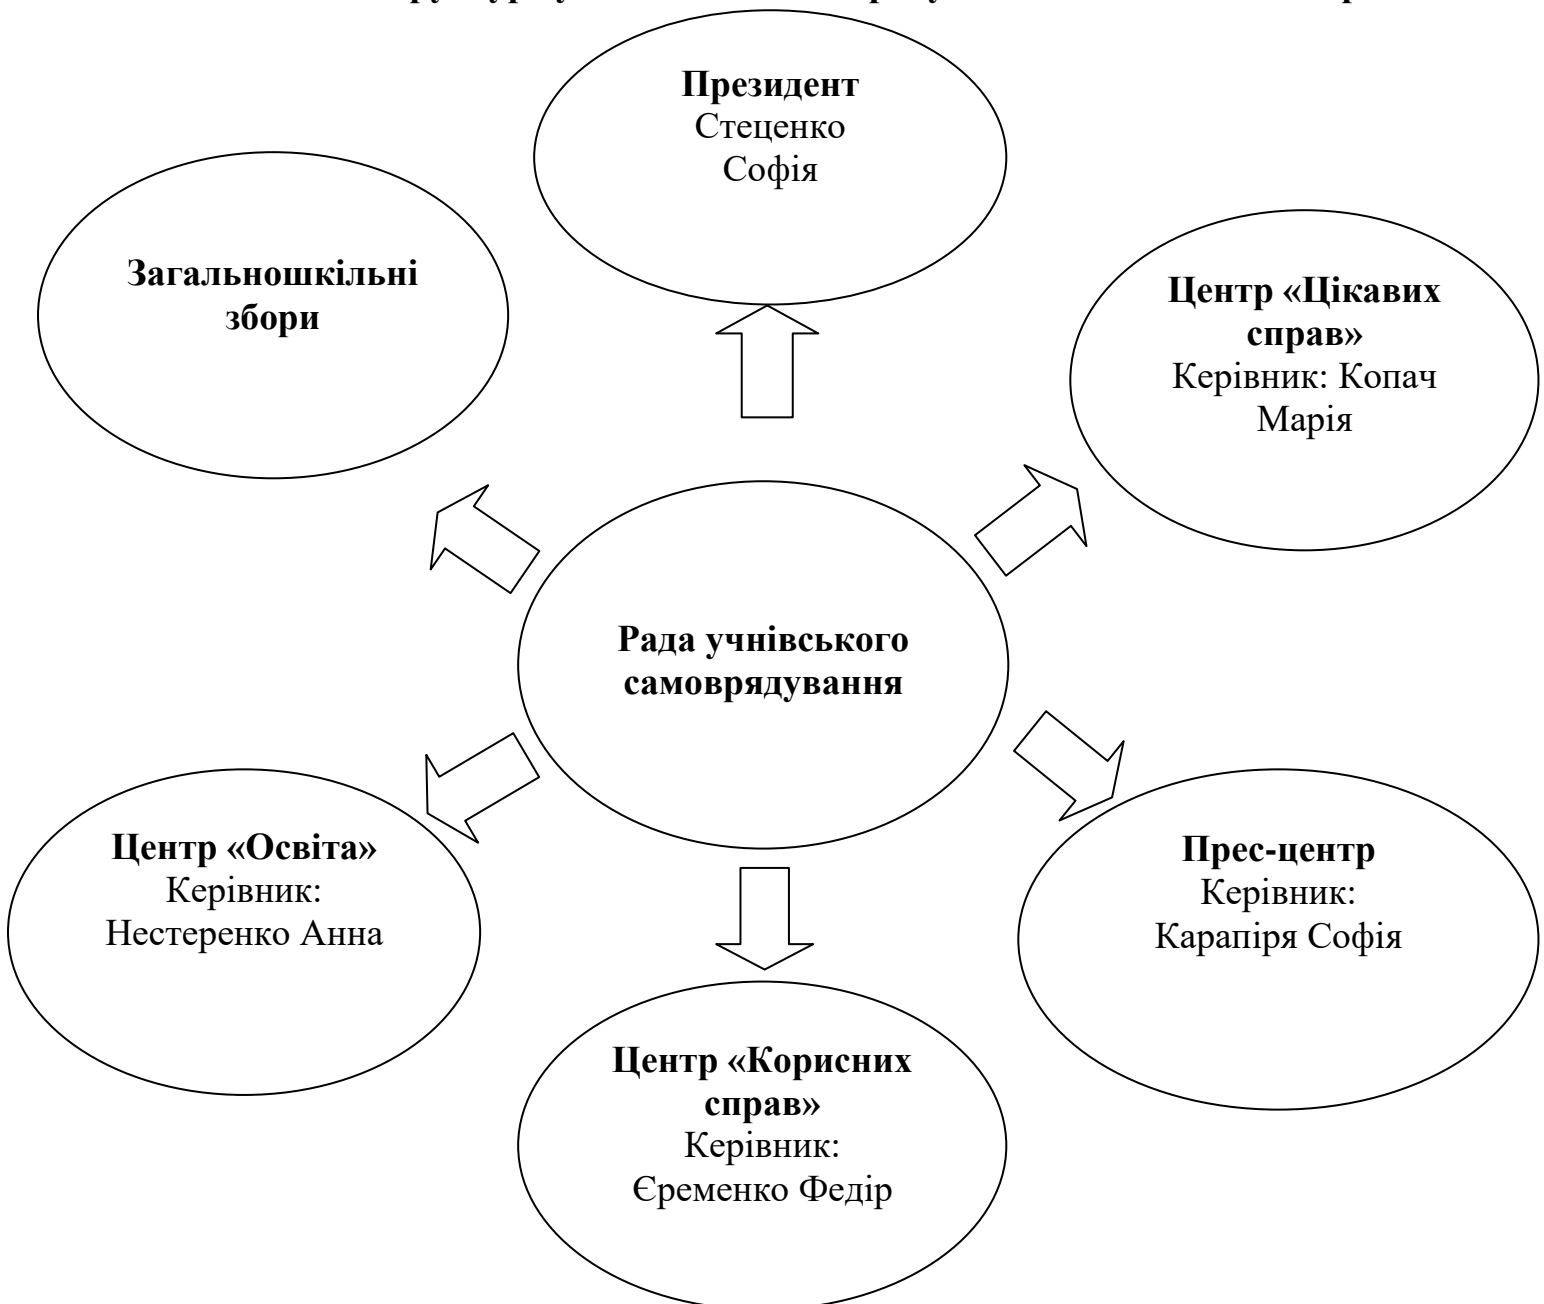 Президент
Стеценко
Софія
Загальношкільні
збори
Центр «Цікавих
справ»
Керівник: Копач
Марія
Рада учнівського
самоврядування
Центр «Освіта»
Керівник:
Нестеренко Анна
Прес-центр
Керівник:
Карапіря Софія
Центр «Корисних
справ»
Керівник:
Єременко Федір